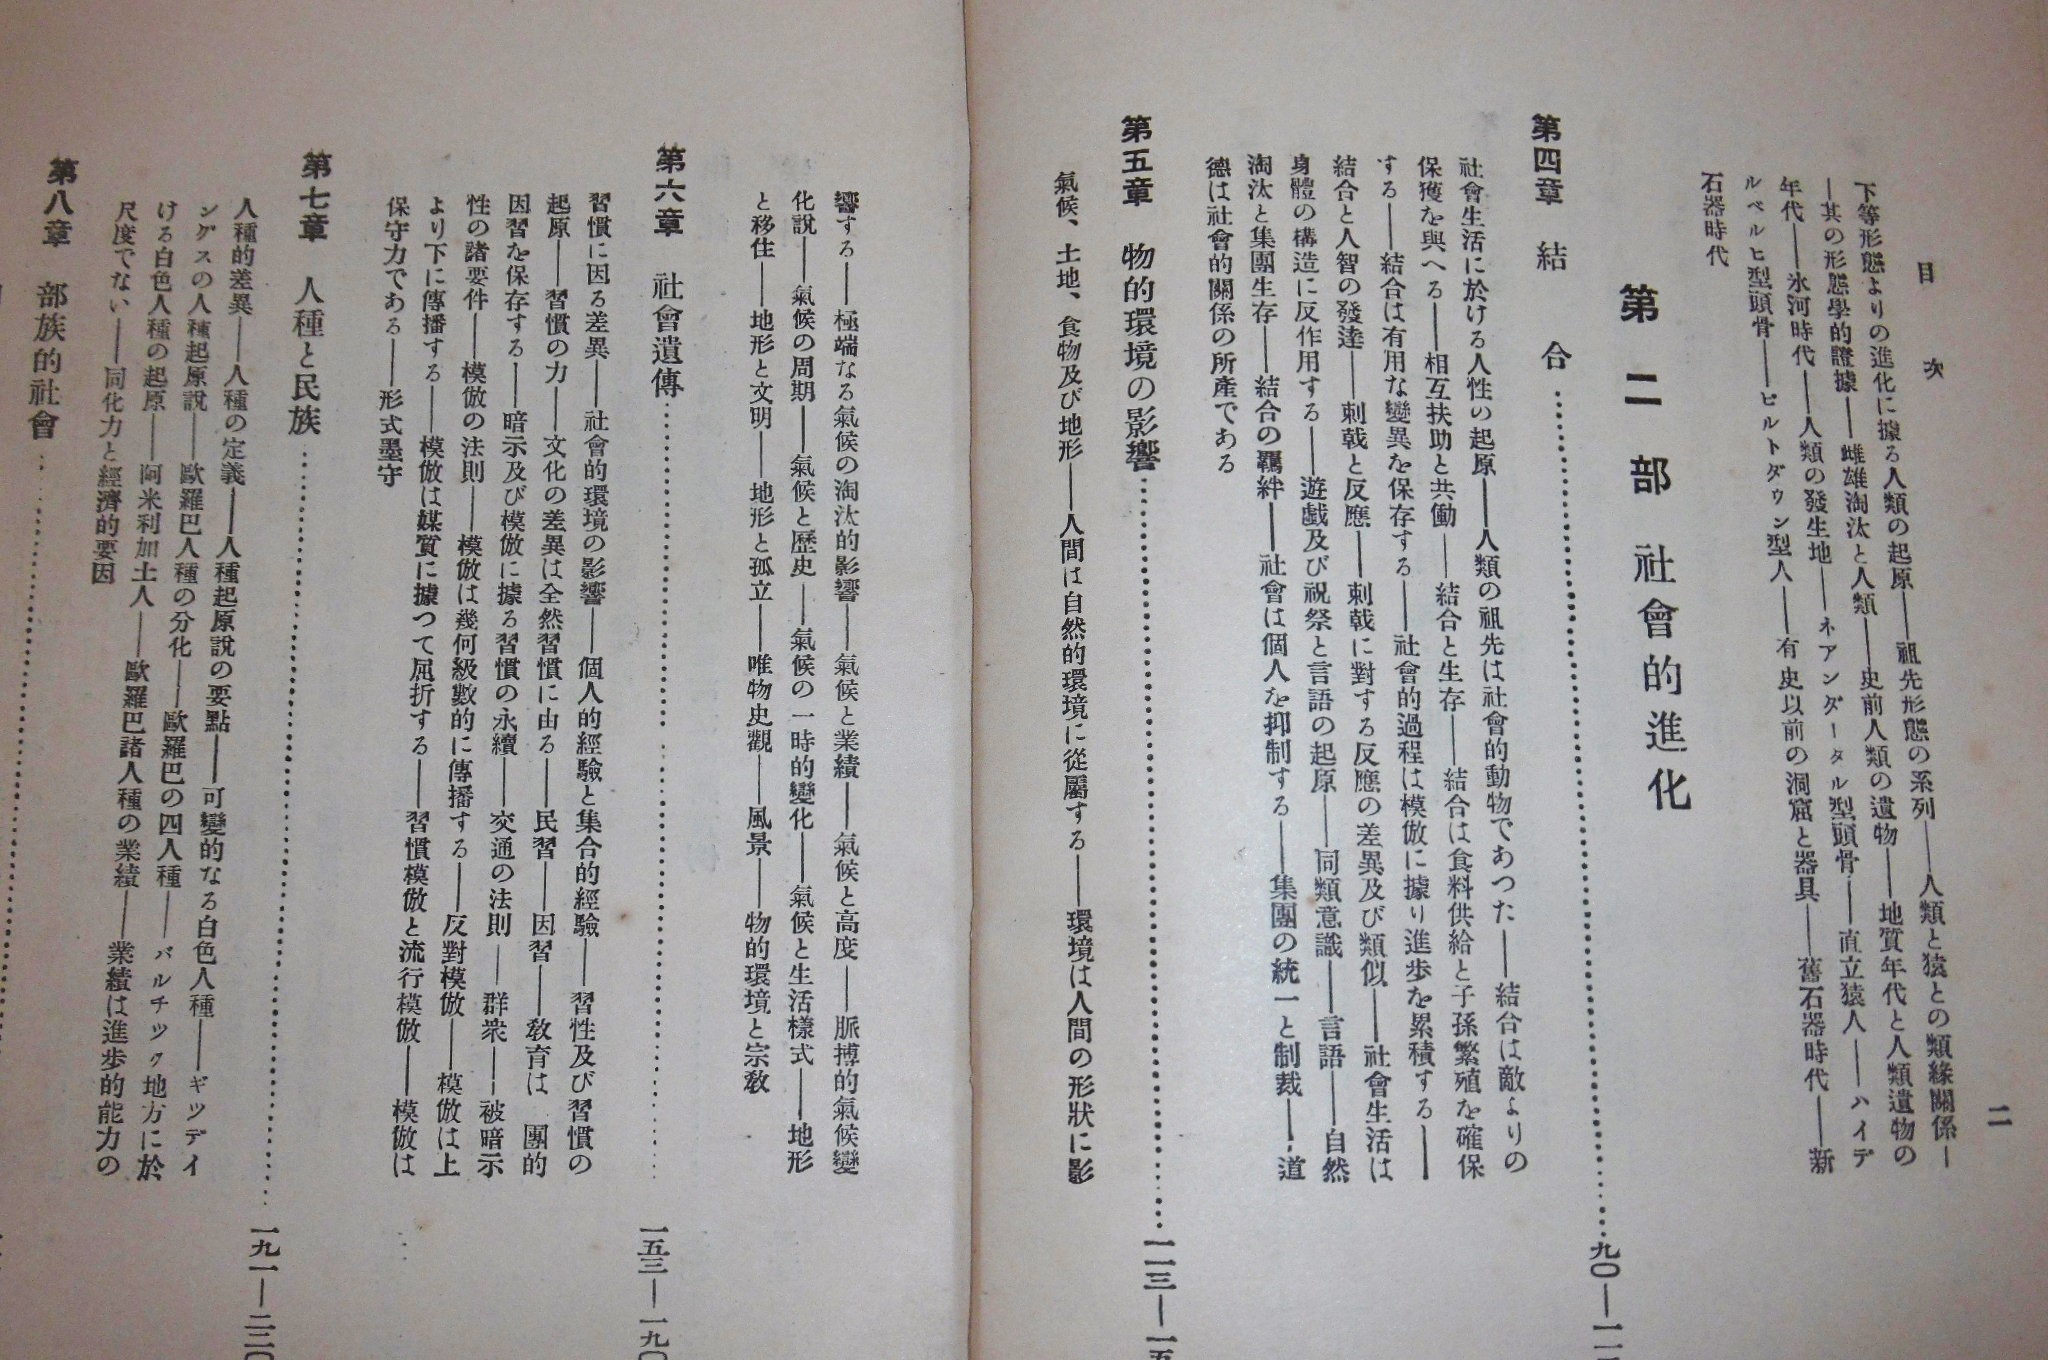 目次
二
下等形態よりの進化に據る人類の起原――祖先形態の系列――人類と猿との類緣關係―
―其の形態學的證據――雌雄淘汰と人類――史前人類の遺物――地質年代と人類遺物の
年代――氷河時代――人類の發生地――ネアンダータル型頭骨――直立猿人――ハイデ
ルベルヒ型頭骨――ピルトダゥン型人――有史以前の洞窟と器具――舊石器時代――新
石器時代
第二部 社會的進化
第四章 結合……九〇―一一
社會生活に於ける人性の起原――人類の祖先は社會的動物であつた――結合は敵よりの
保獲を與へる――相互扶助と共働――結合と生存――結合は食料供給と子孫繁殖を確保
する――結合は有用な變異を保存する――社會的過程は模倣に據り進步を累積する――
結合と人智の發達――刺戟と反應――刺戟に對する反應の差異及び類似――社會生活は
身體の構造に反作用する――遊戲及び祝祭と言語の起原――同類意識――言語――自然
淘汰と集團生存――結合の羈絆――社會は個人を抑制する――集團の統一と制裁――道
德は社會的關係の所產である
第五章 物的環境の影響……一一三―一五
氣候、土地、食物及び地形――人間は自然的環境に從屬する――環境は人間の形狀に影
響する――極端なる氣候の淘汰的影響――氣候と業績――氣候と高度――脈搏的氣候變
化說――氣候の周期――氣候と歷史――氣候の一時的變化――氣候と生活樣式――地形
と移住――地形と文明――地形と孤立――唯物史觀――風景――物的環境と宗敎
第六章 社會遺傳……一五三―一九〇
習慣に因る差異――社會的環境の影響――個人的經驗と集合的經驗――習性及び習慣の
起原――習慣の力――文化の差異は全然習慣に由る――民習――因習――敎育は 團的
因習を保存する――暗示及び模倣に據る習慣の永續――交通の法則――群衆――被暗示
性の諸要件――模倣の法則――模倣は幾何級數的に傳播する――反對模倣――模倣は上
より下に傳播する――模倣は媒質に據つて屈折する――習慣模倣と流行模倣――模倣は
保守力である――形式墨守
第七章 人種と民族……一九一―二二〇
人種的差異――人種の定義――人種起原說の要點――可變的なる白色人種――ギッディ
ングスの人種起原說――歐羅巴人種の分化――歐羅巴の四人種――バルチック地方に於
ける白色人種の起原――阿米利加土人――歐羅巴諸人種の業績――業績は進步的能力の
尺度でない――同化力と經濟的要因
第八章 部族的社會……